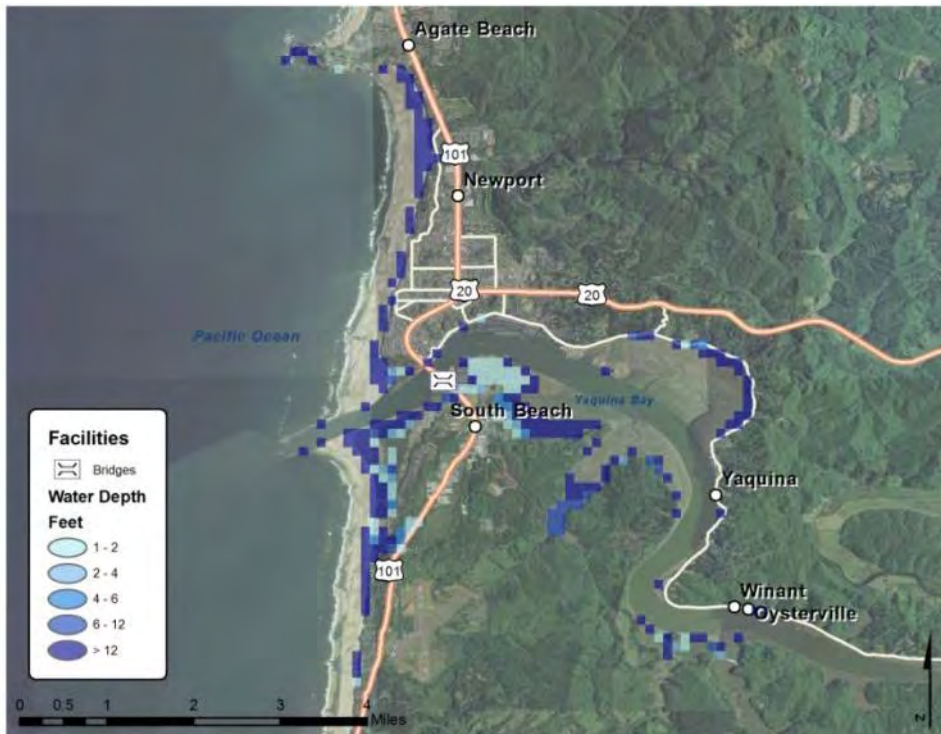 Agate Beach
101
Newport
20
20
Pacific Ocean
South Beach
Yaquina Bay
Yaquina
101
Winant
Oysterville
Facilities
Bridges
Water Depth
Feet
1 - 2
2 - 4
4 - 6
6 - 12
> 12
0 0.5 1 2 3 4
Miles
N